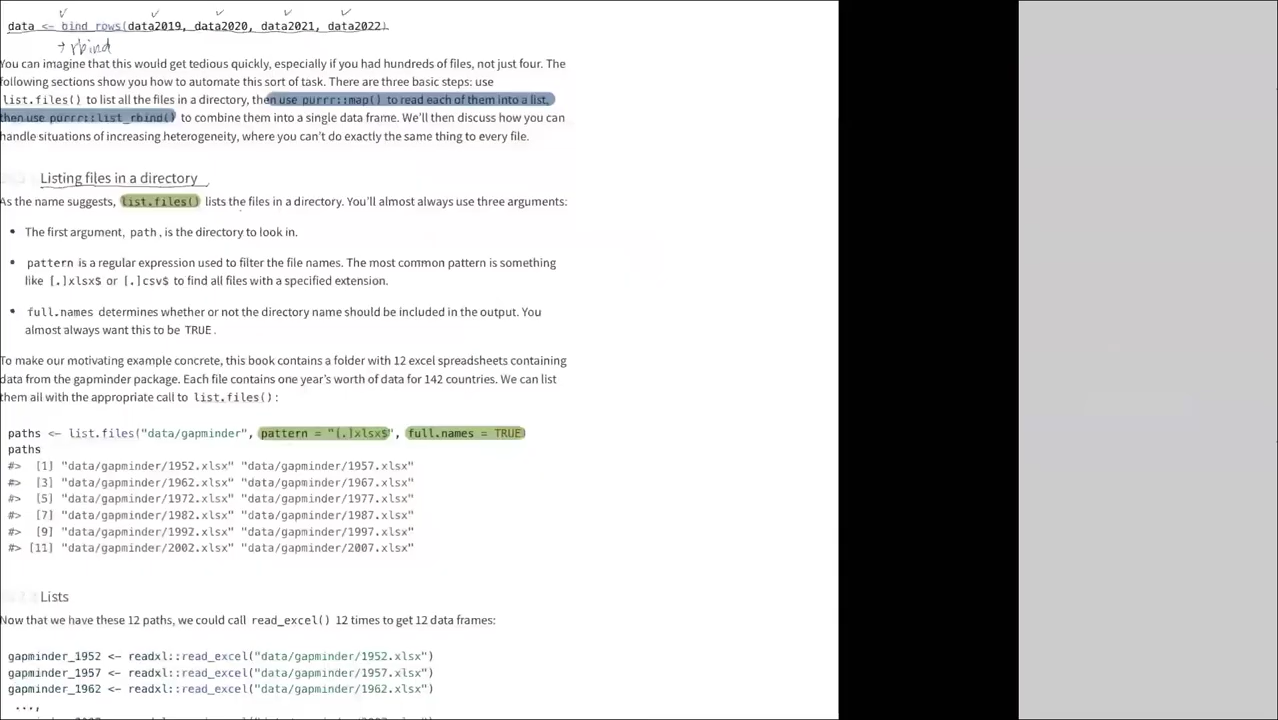 data <- bind_rows(data2019, data2020, data2021, data2022)
→ rbind
You can imagine that this would get tedious quickly, especially if you had hundreds of files, not just four. The
following sections show you how to automate this sort of task. There are three basic steps: use
list.files() to list all the files in a directory, then use purrr::map() to read each of them into a list,
then use purrr::list_rbind() to combine them into a single data frame. We'll then discuss how you can
handle situations of increasing heterogeneity, where you can't do exactly the same thing to every file.
Listing files in a directory
As the name suggests, list.files() lists the files in a directory. You'll almost always use three arguments:
• The first argument, path, is the directory to look in.
• pattern is a regular expression used to filter the file names. The most common pattern is something
like [.]xlsx$ or [.]csv$ to find all files with a specified extension.
• full.names determines whether or not the directory name should be included in the output. You
almost always want this to be TRUE.
To make our motivating example concrete, this book contains a folder with 12 excel spreadsheets containing
data from the gapminder package. Each file contains one year's worth of data for 142 countries. We can list
them all with the appropriate call to list.files():
paths <- list.files("data/gapminder", pattern = "[.]xlsx$", full.names = TRUE)
paths
#> [1] "data/gapminder/1952.xlsx" "data/gapminder/1957.xlsx"
#> [3] "data/gapminder/1962.xlsx" "data/gapminder/1967.xlsx"
#> [5] "data/gapminder/1972.xlsx" "data/gapminder/1977.xlsx"
#> [7] "data/gapminder/1982.xlsx" "data/gapminder/1987.xlsx"
#> [9] "data/gapminder/1992.xlsx" "data/gapminder/1997.xlsx"
#> [11] "data/gapminder/2002.xlsx" "data/gapminder/2007.xlsx"
Lists
Now that we have these 12 paths, we could call read_excel() 12 times to get 12 data frames:
gapminder_1952 <- readxl::read_excel("data/gapminder/1952.xlsx")
gapminder_1957 <- readxl::read_excel("data/gapminder/1957.xlsx")
gapminder_1962 <- readxl::read_excel("data/gapminder/1962.xlsx")
...,